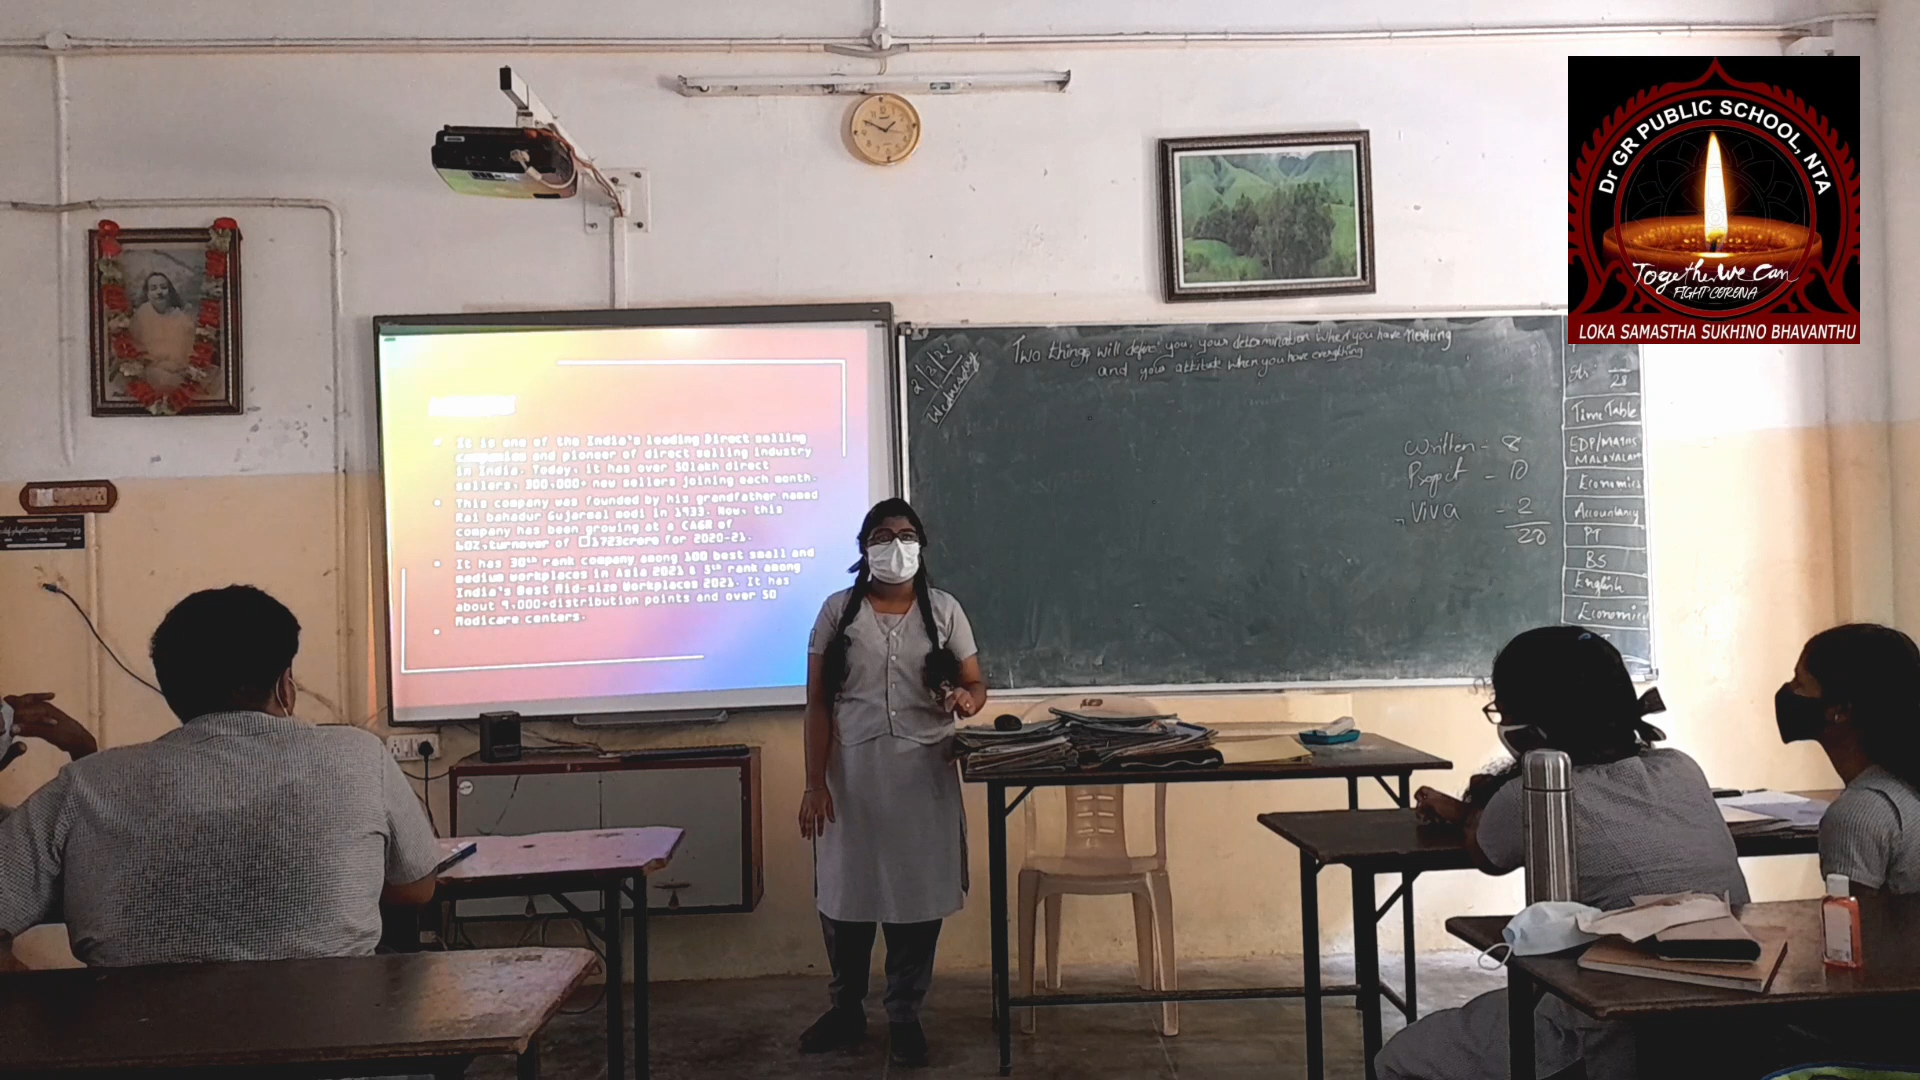 Dr GR PUBLIC SCHOOL, NTA
Together We Can
FIGHT CORONA
LOKA SAMASTHA SUKHINO BHAVANTHU
It is one of the India's leading Direct selling
companies and pioneer of direct selling industry
in India. Today, it has over 50lakh direct
sellers, 300,000+ new sellers joining each month.
This company was founded by his grandfather named
Rai bahadur Gujarmal modi in 1933. Now, this
company has been growing at a CAGR of
60%,turnover of □1723crore for 2020-21.
It has 30th rank company among 100 best small and
medium workplaces in Asia 2021 & 5th rank among
India's Best Mid-size Workplaces 2021. It has
about 9,000+distribution points and over 50
Modicare centers.
2/3/22
Wednesday
Two things will define you, your determination when you have Nothing
and your attitude when you have everything
Written - 8
Project - 10
Viva - 2
20
Str:
28
Time Table
EDP/MATHS
MALAYALAM
Economics
Accountancy
PT
BS
English
Economics